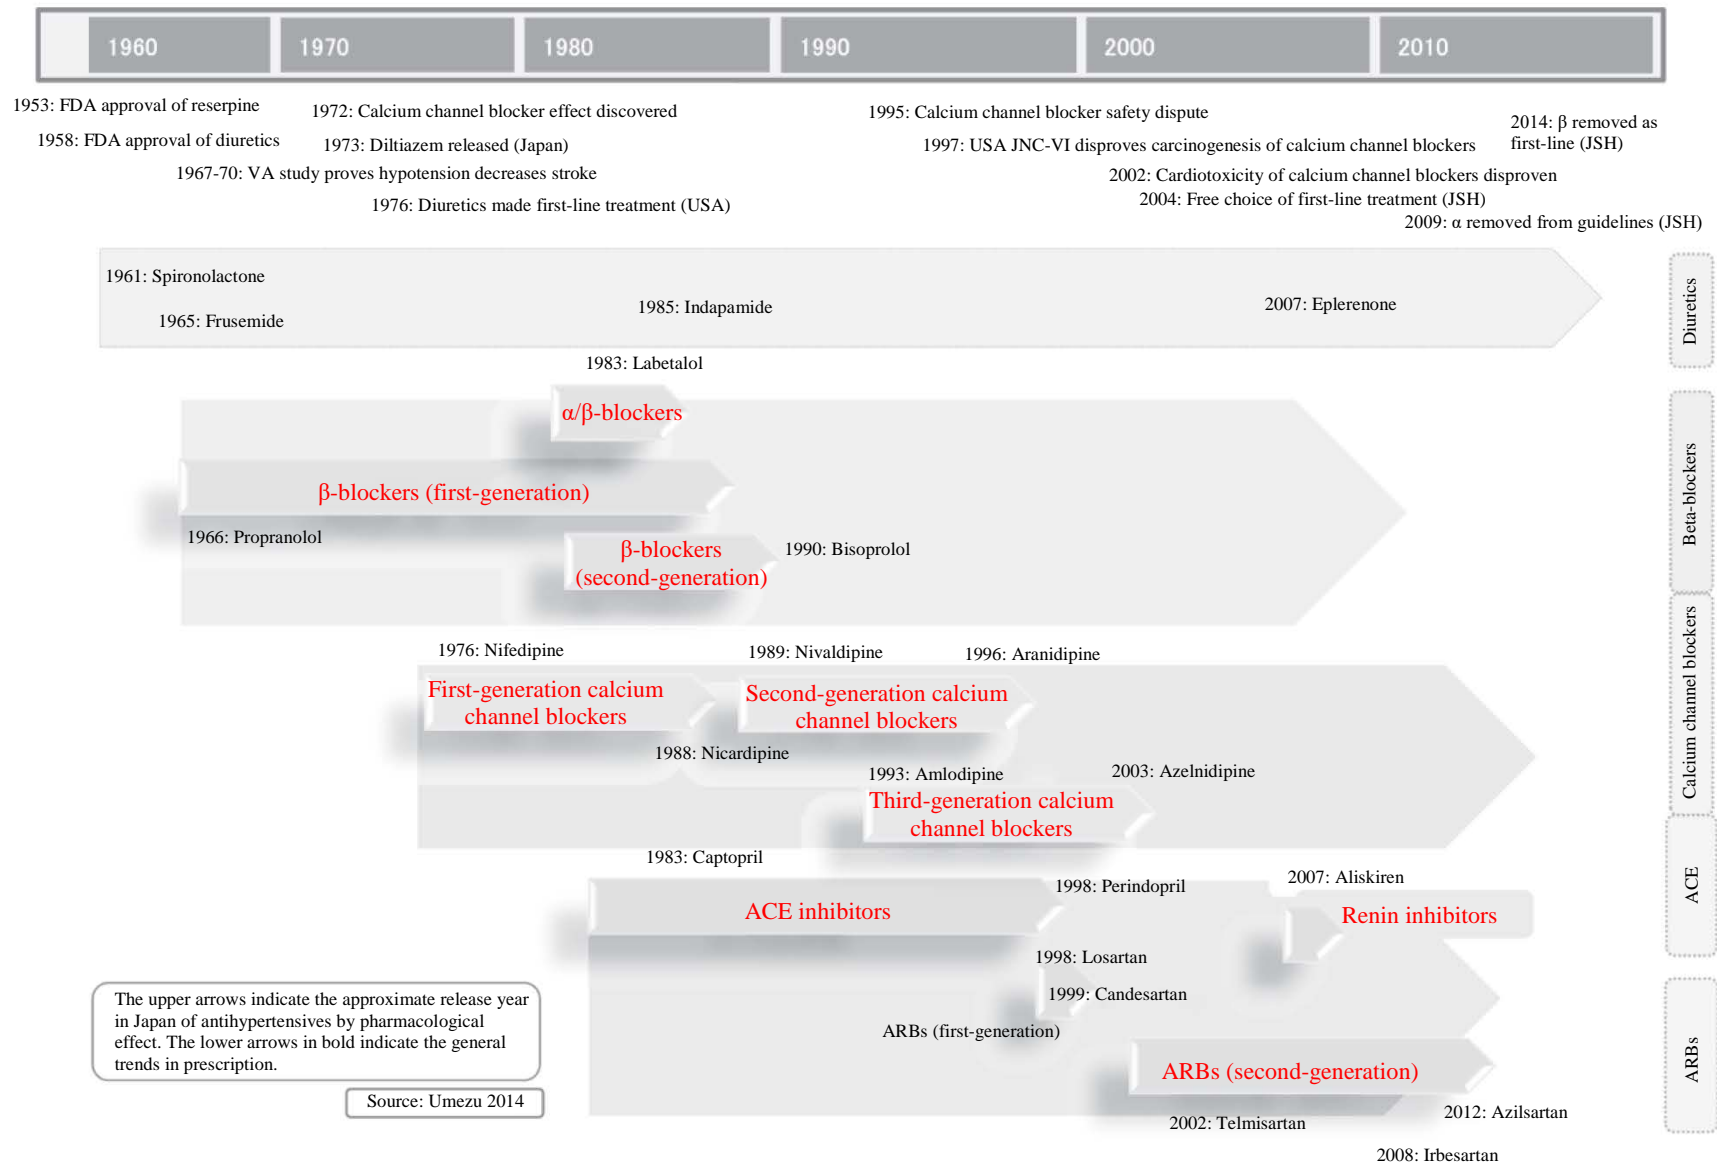 1960
1970
1980
1990
2000
2010
1953: FDA approval of reserpine
1972: Calcium channel blocker effect discovered
1995: Calcium channel blocker safety dispute
2014: β removed as
first-line (JSH)
1958: FDA approval of diuretics
1973: Diltiazem released (Japan)
1997: USA JNC-VI disproves carcinogenesis of calcium channel blockers
1967-70: VA study proves hypotension decreases stroke
2002: Cardiotoxicity of calcium channel blockers disproven
1976: Diuretics made first-line treatment (USA)
2004: Free choice of first-line treatment (JSH)
2009: α removed from guidelines (JSH)
1961: Spironolactone
1965: Frusemide
1985: Indapamide
2007: Eplerenone
Diuretics
1983: Labetalol
α/β-blockers
β-blockers (first-generation)
1966: Propranolol
β-blockers
(second-generation)
1990: Bisoprolol
Beta-blockers
1976: Nifedipine
1989: Nivaldipine
1996: Aranidipine
First-generation calcium
channel blockers
Second-generation calcium
channel blockers
1988: Nicardipine
1993: Amlodipine
2003: Azelnidipine
Third-generation calcium
channel blockers
Calcium channel blockers
1983: Captopril
1998: Perindopril
2007: Aliskiren
ACE inhibitors
Renin inhibitors
ACE
1998: Losartan
1999: Candesartan
ARBs (first-generation)
ARBs (second-generation)
2002: Telmisartan
2012: Azilsartan
2008: Irbesartan
ARBs
The upper arrows indicate the approximate release year
in Japan of antihypertensives by pharmacological
effect. The lower arrows in bold indicate the general
trends in prescription.
Source: Umezu 2014